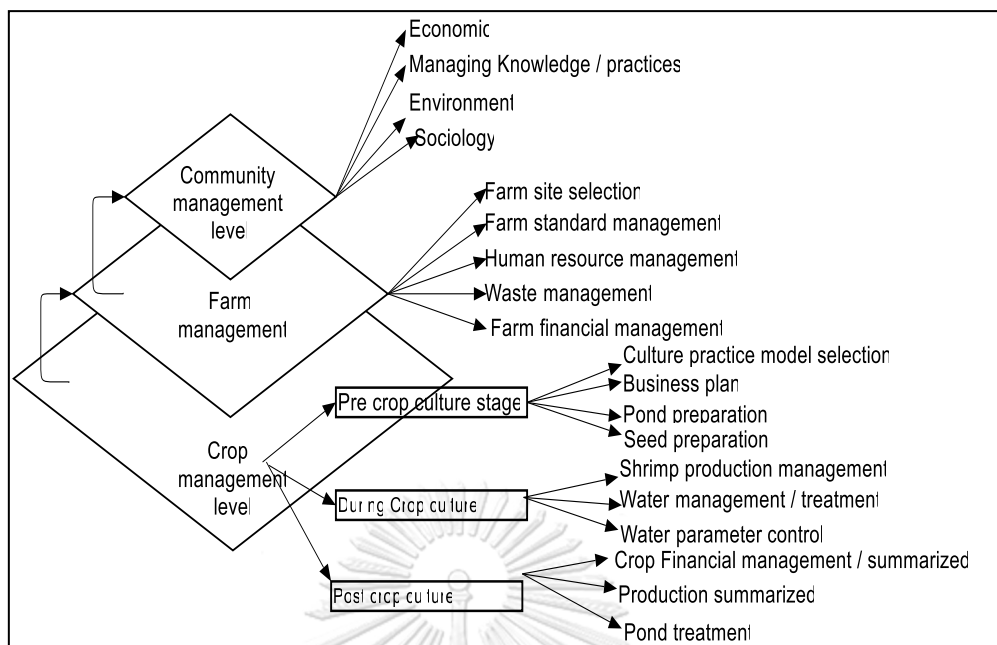 Economic
Managing Knowledge / practices
Environment
Sociology
Community
management
level
Farm site selection
Farm standard management
Human resource management
Waste management
Farm financial management
Farm
management
Culture practice model selection
Business plan
Pond preparation
Seed preparation
Pre crop culture stage
Crop
management
level
Shrimp production management
Water management / treatment
Water parameter control
During Crop culture
Crop Financial management / summarized
Production summarized
Pond treatment
Post crop culture